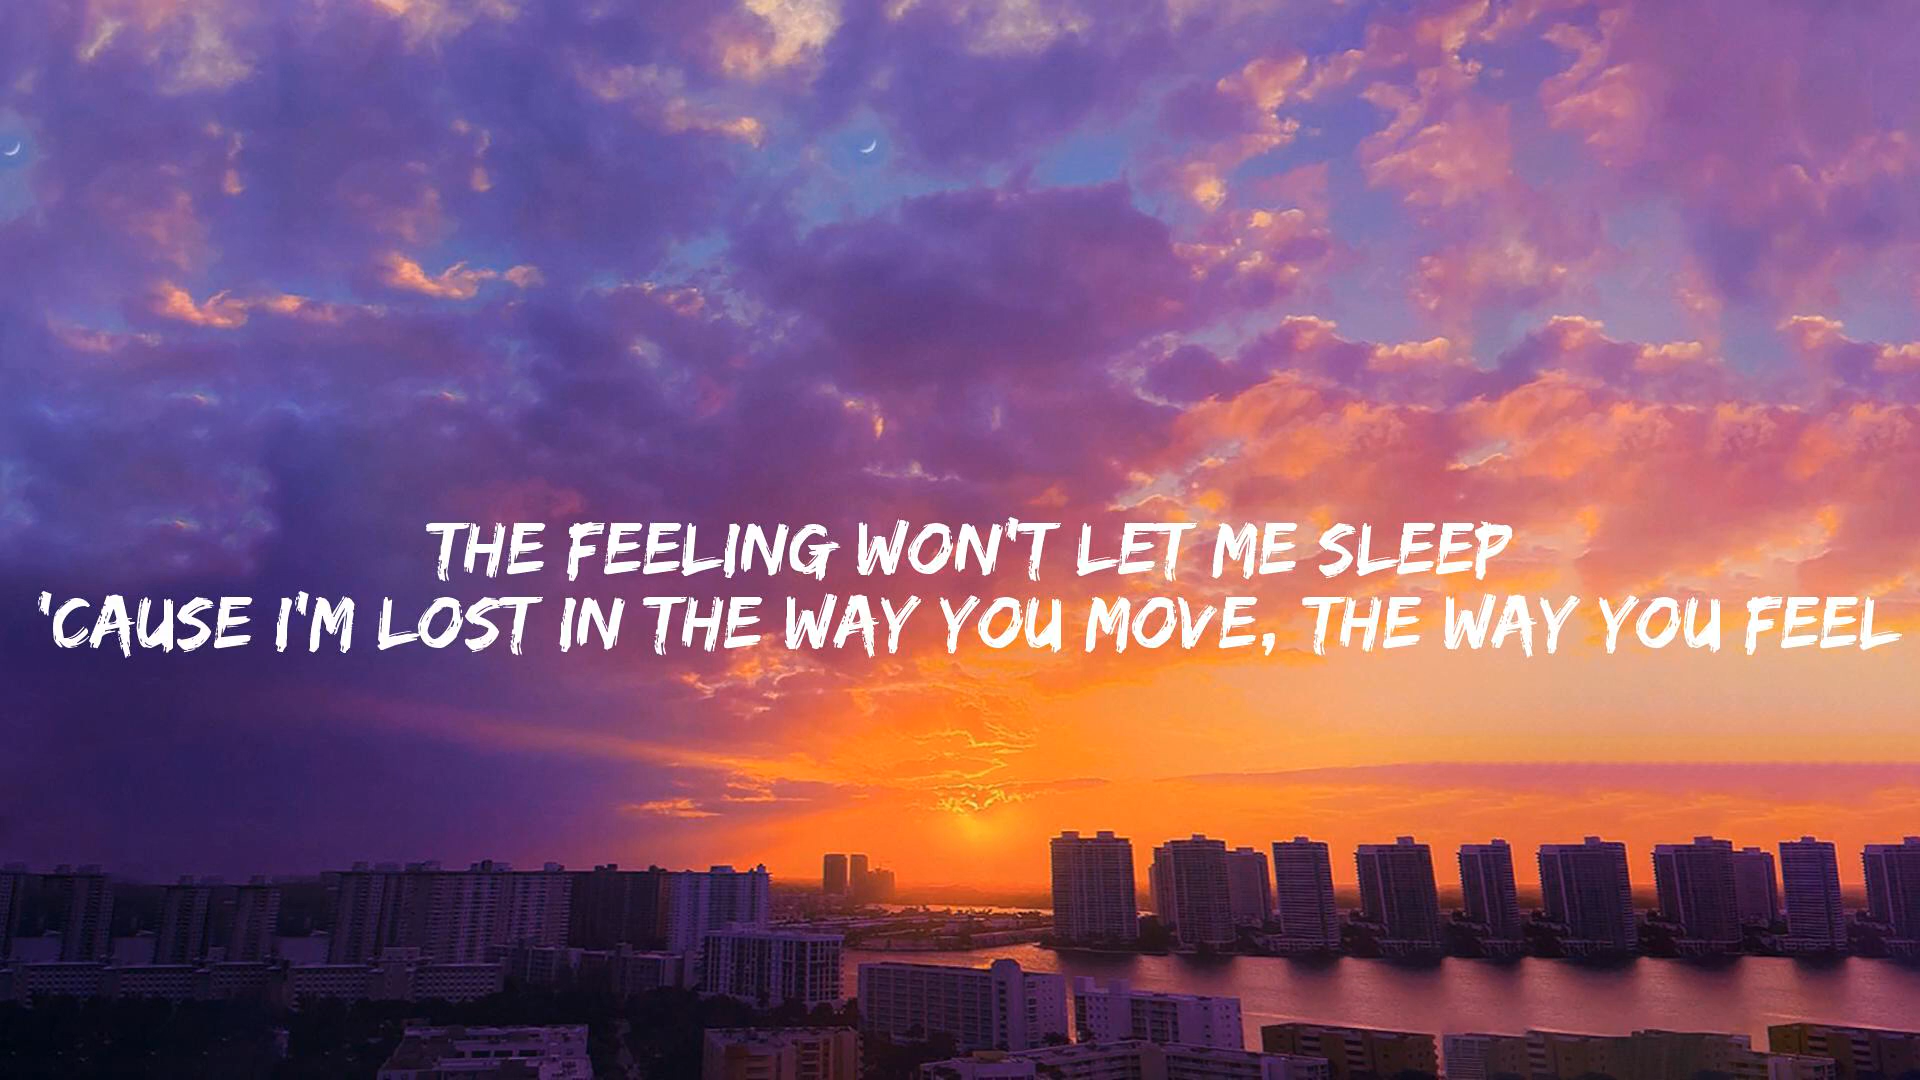 THE FEELING WON'T LET ME SLEEP
'CAUSE I'M LOST IN THE WAY YOU MOVE, THE WAY YOU FEEL